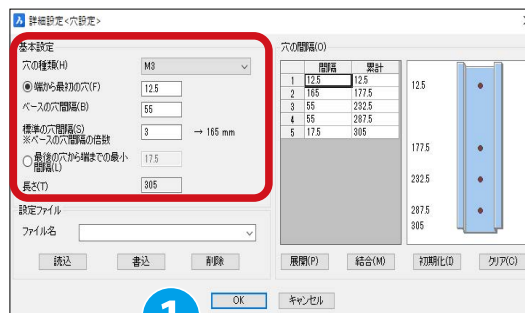 詳細設定<穴設定>
基本設定
穴の種類(H) M3
端から最初の穴(F) 12.5
ベースの穴間隔(B) 55
標準の穴間隔(S) 3 → 165 mm
※ベースの穴間隔の倍数
最後の穴から端までの最小 17.5
間隔(L)
長さ(T) 305
設定ファイル
ファイル名
読込 書込 削除
穴の間隔(O)
間隔 累計
1 12.5 12.5
2 165 177.5
3 55 232.5
4 55 287.5
5 17.5 305
12.5
177.5
232.5
287.5
305
展開(P) 結合(M) 初期化(I) クリア(C)
1
OK キャンセル